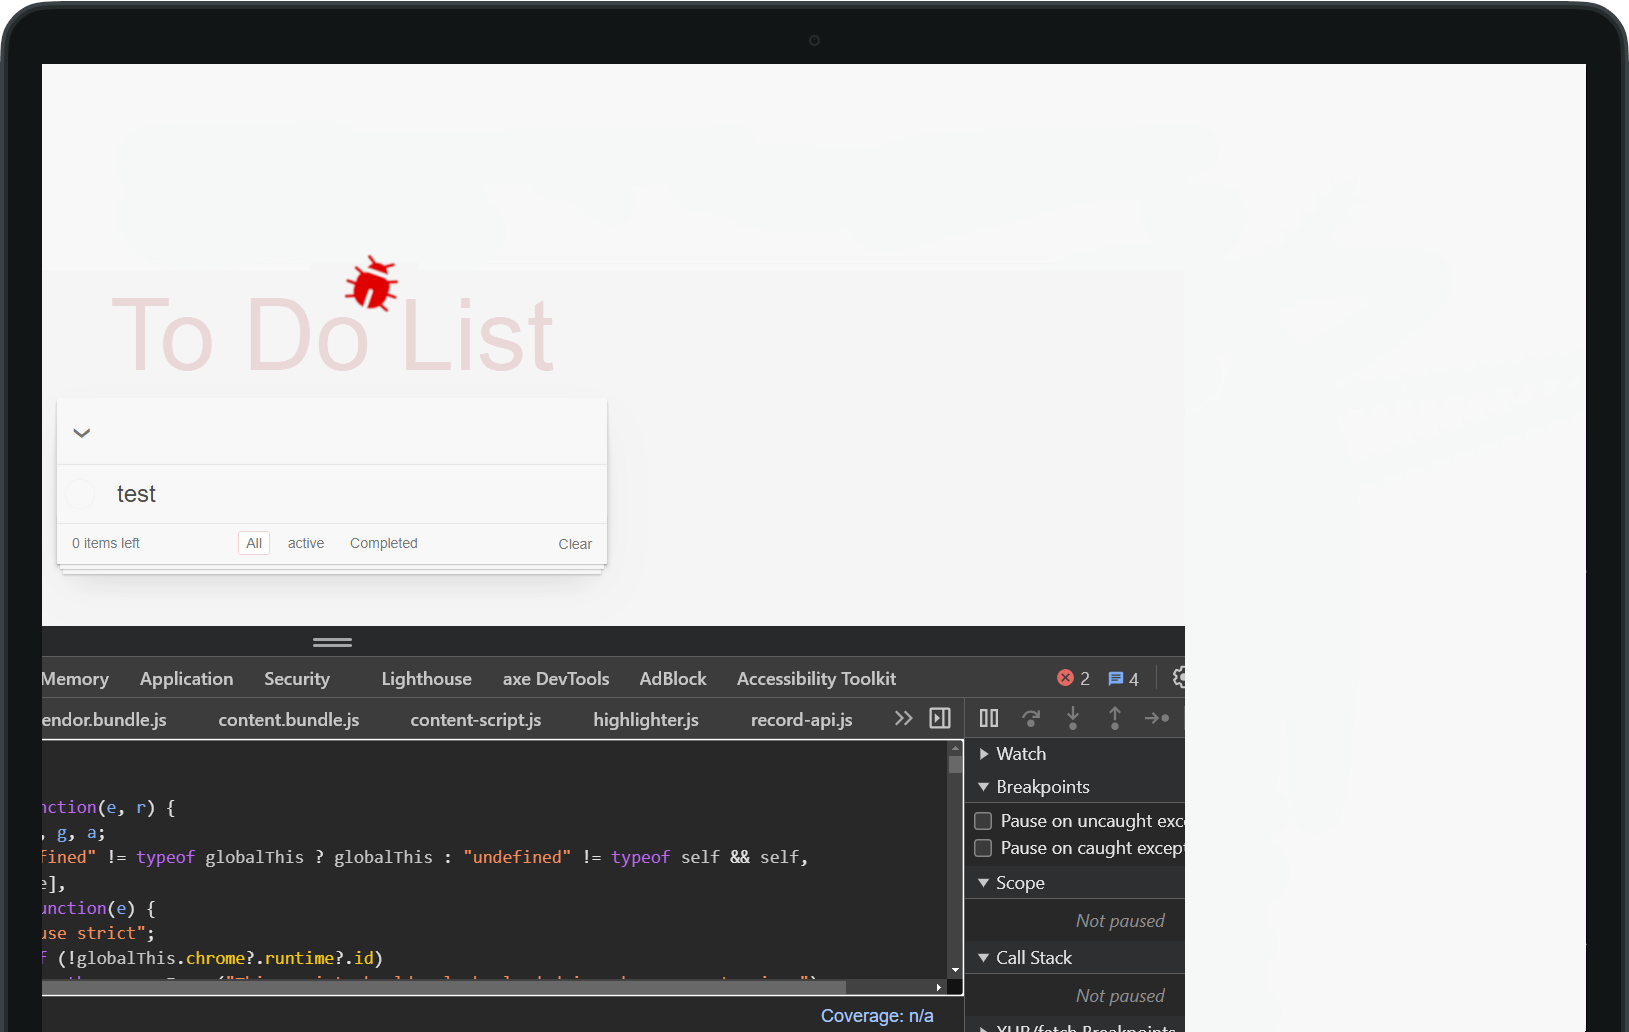 To Do List
test
0 items left All active Completed Clear
Memory Application Security Lighthouse axe DevTools AdBlock Accessibility Toolkit 2 4
endor.bundle.js content.bundle.js content-script.js highlighter.js record-api.js
Watch
Breakpoints
Pause on uncaught exce
Pause on caught except
Scope
Not paused
Call Stack
Not paused
XHR/fetch Breakpoints
nction(e, r) {
, g, a;
fined" != typeof globalThis ? globalThis : "undefined" != typeof self && self,
e],
unction(e) {
use strict";
f (!globalThis.chrome?.runtime?.id)
Coverage: n/a